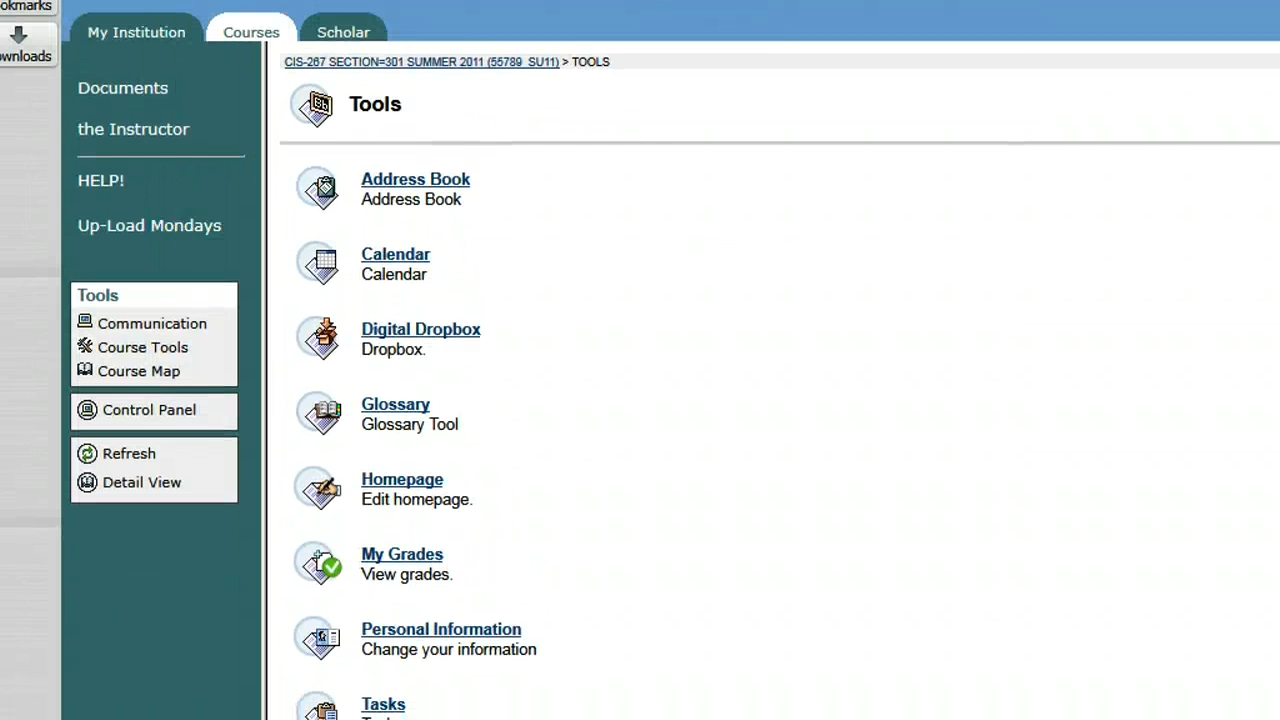 okmarks
ownloads
My Institution
Courses
Scholar
Documents
the Instructor
HELP!
Up-Load Mondays
Tools
Communication
Course Tools
Course Map
Control Panel
Refresh
Detail View
CIS-267 SECTION=301 SUMMER 2011 (55789_SU11) > TOOLS
Tools
Address Book
Address Book
Calendar
Calendar
Digital Dropbox
Dropbox.
Glossary
Glossary Tool
Homepage
Edit homepage.
My Grades
View grades.
Personal Information
Change your information
Tasks